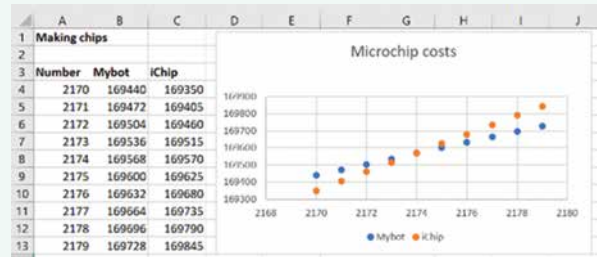 A B C D E F G H I J
1 Making chips
2
3 Number Mybot iChip
4 2170 169440 169350
5 2171 169472 169405
6 2172 169504 169460
7 2173 169536 169515
8 2174 169568 169570
9 2175 169600 169625
10 2176 169632 169680
11 2177 169664 169735
12 2178 169696 169790
13 2179 169728 169845
Microchip costs
169900
169800
169700
169600
169500
169400
169300
2168 2170 2172 2174 2176 2178 2180
Mybot iChip